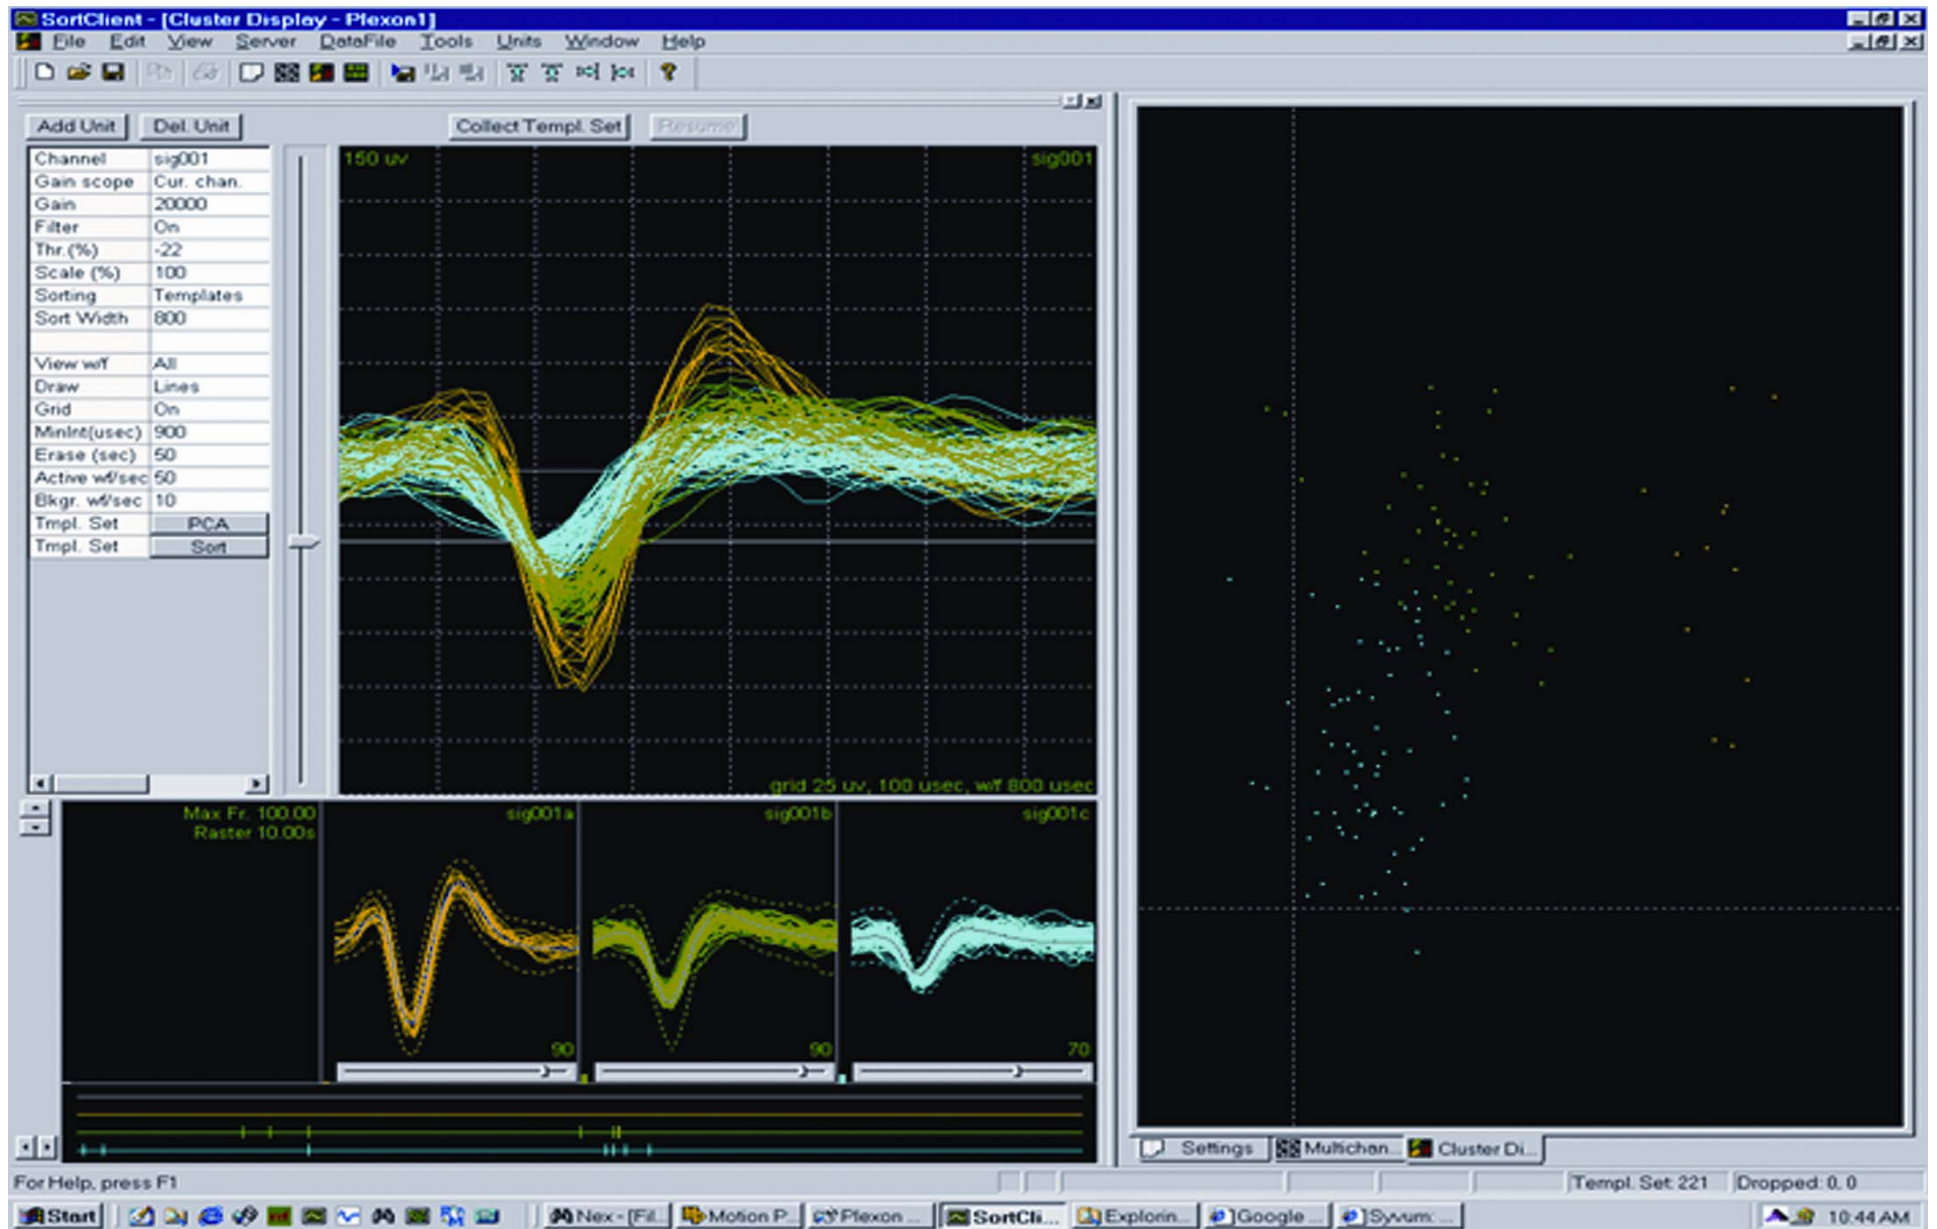 SortClient - [Cluster Display - Plexon1]
File Edit View Server DataFile Tools Units Window Help
Add Unit Del. Unit Collect Templ. Set Resume
Channel sig001
Gain scope Cur. chan.
Gain 20000
Filter On
Thr.(%) -22
Scale (%) 100
Sorting Templates
Sort Width 800
View w/f All
Draw Lines
Grid On
MinInt(usec) 900
Erase (sec) 50
Active wf/sec 50
Bkgr. wf/sec 10
Tmpl. Set PCA
Tmpl. Set Sort
150 uv sig001
grid 25 uv, 100 usec, w/f 800 usec
Max Fr. 100.00 sig001a sig001b sig001c
Raster 10.00s
90 90 70
Settings Multichan... Cluster Di...
For Help, press F1 Templ. Set: 221 Dropped: 0, 0
Start Nex - [Fil... Motion P... Plexon ... SortCli... Explorin... Google ... Syvum: ... 10:44 AM